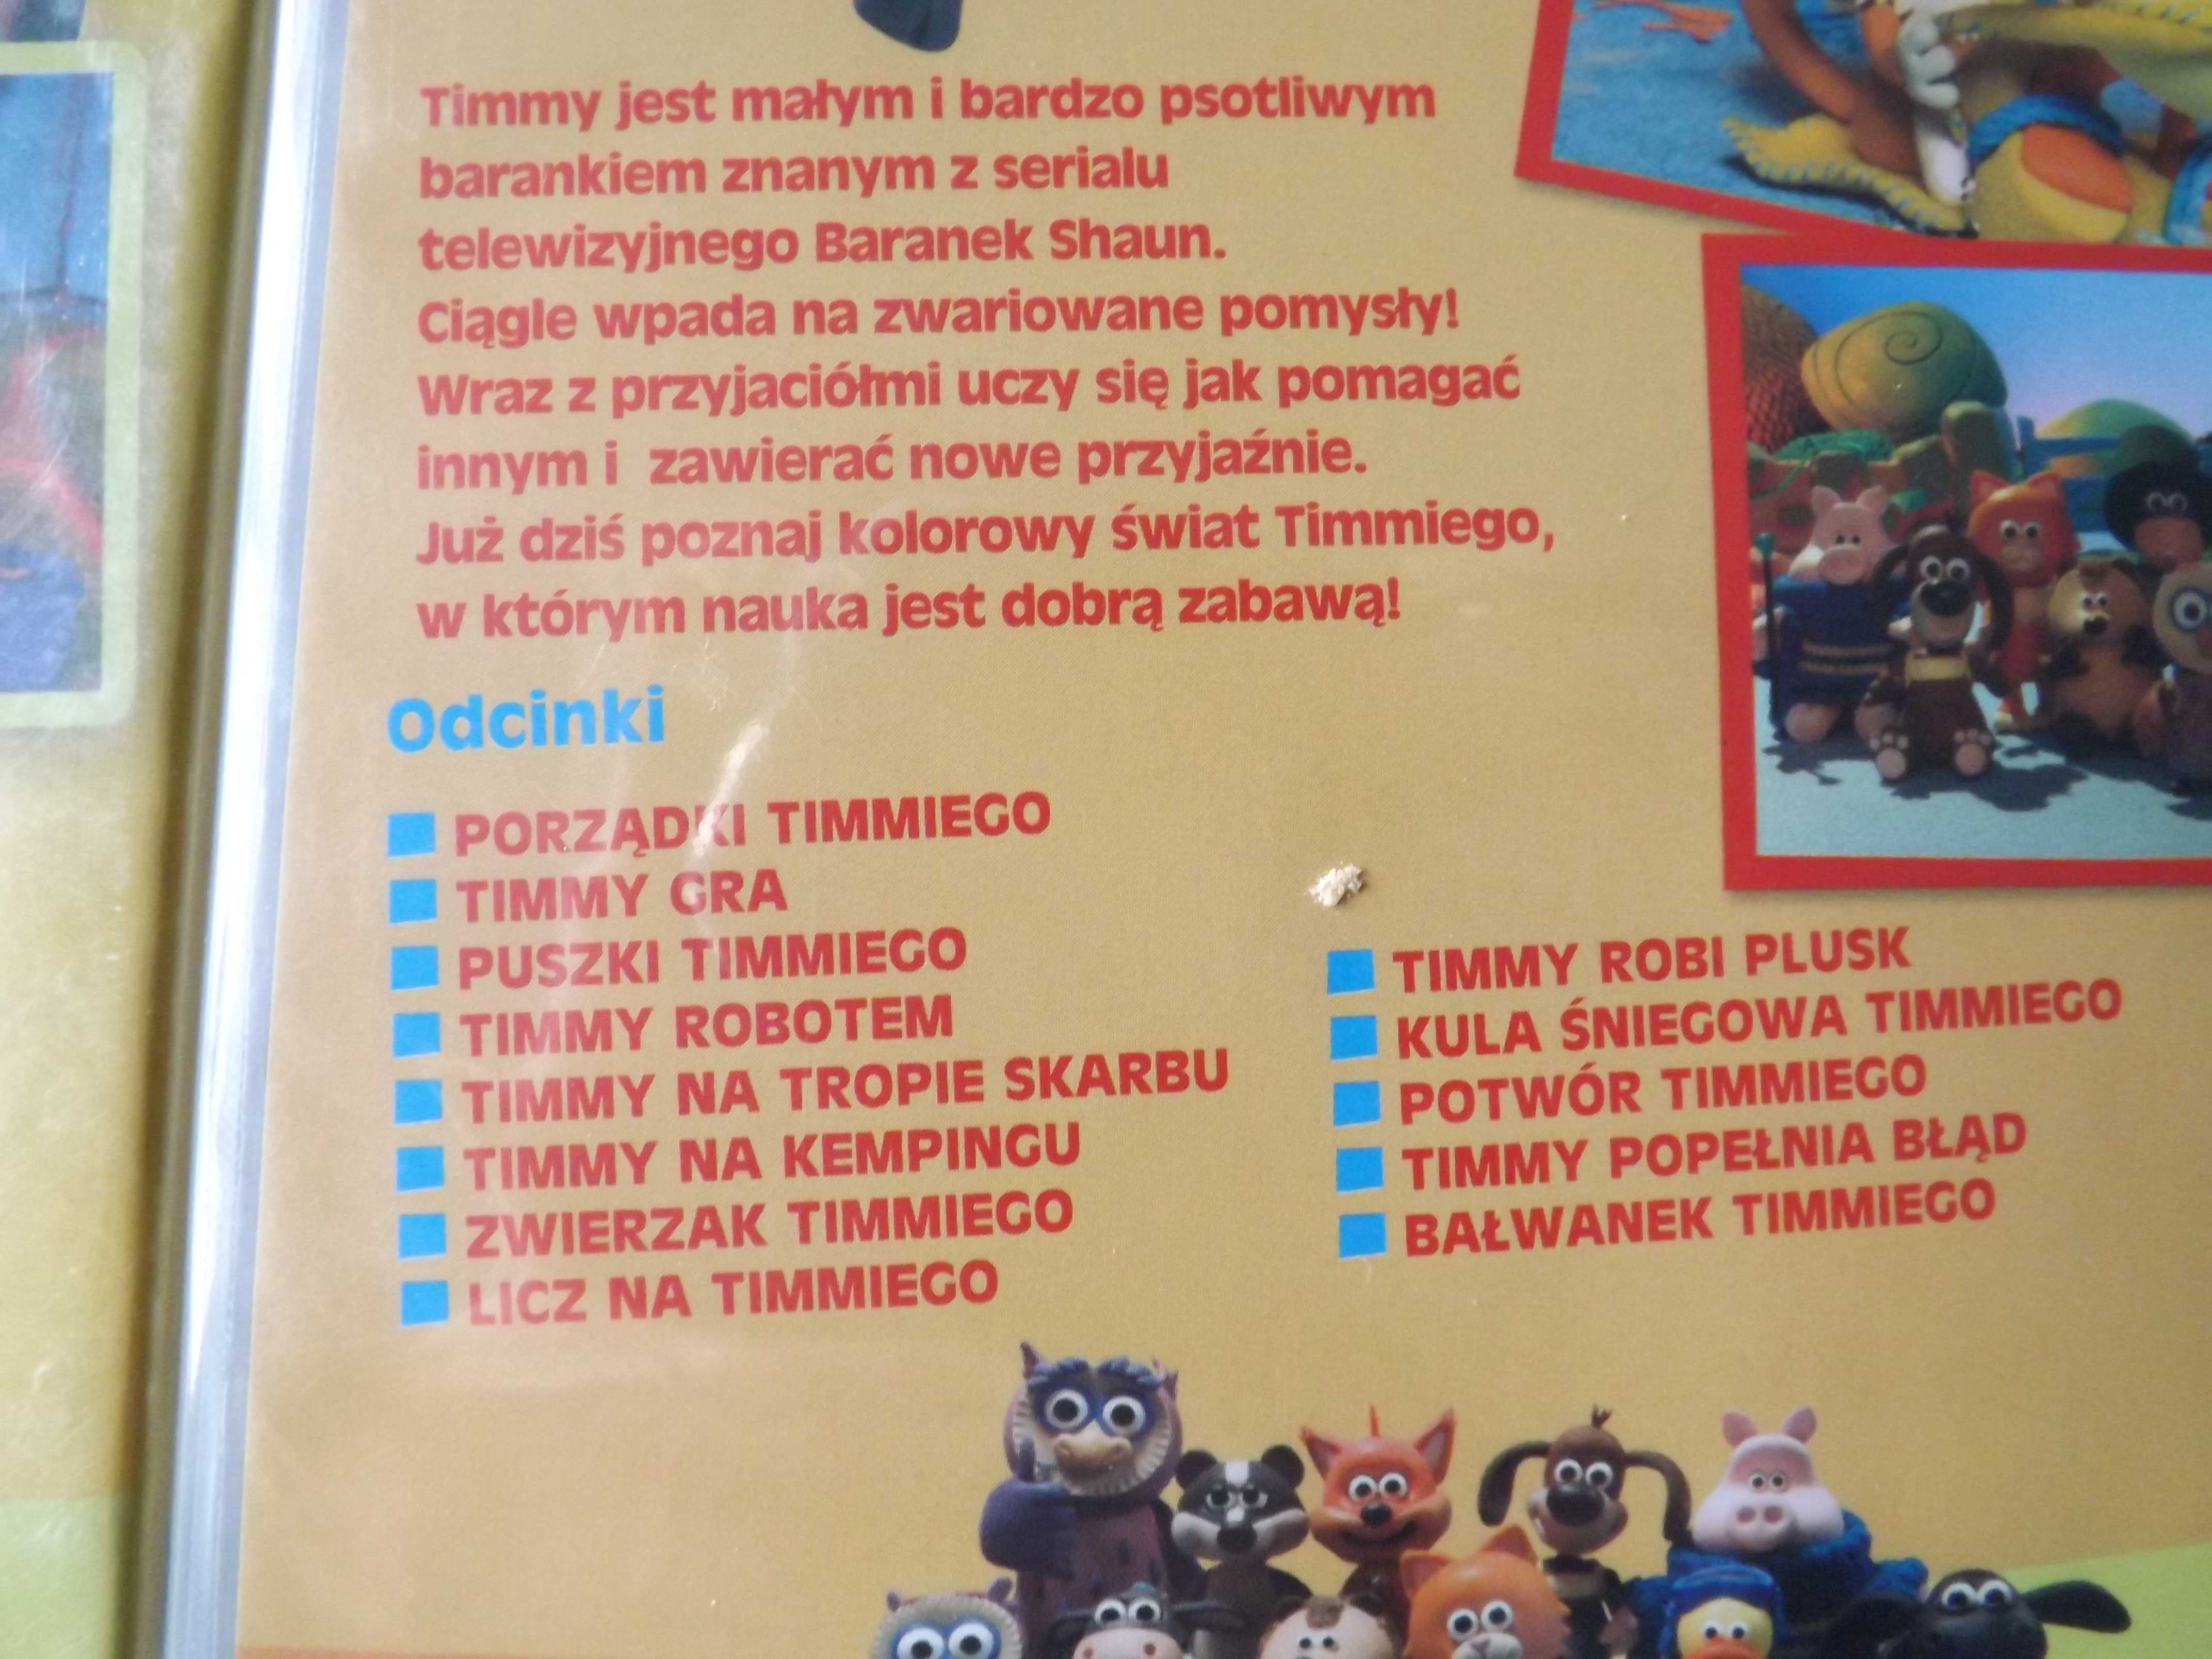 Timmy jest małym i bardzo psotliwym
barankiem znanym z serialu
telewizyjnego Baranek Shaun.
Ciągle wpada na zwariowane pomysły!
Wraz z przyjaciółmi uczy się jak pomagać
innym i zawierać nowe przyjaźnie.
Już dziś poznaj kolorowy świat Timmiego,
w którym nauka jest dobrą zabawą!
Odcinki
PORZĄDKI TIMMIEGO
TIMMY GRA
PUSZKI TIMMIEGO
TIMMY ROBOTEM
TIMMY NA TROPIE SKARBU
TIMMY NA KEMPINGU
ZWIERZAK TIMMIEGO
LICZ NA TIMMIEGO
TIMMY ROBI PLUSK
KULA ŚNIEGOWA TIMMIEGO
POTWÓR TIMMIEGO
TIMMY POPEŁNIA BŁĄD
BAŁWANEK TIMMIEGO